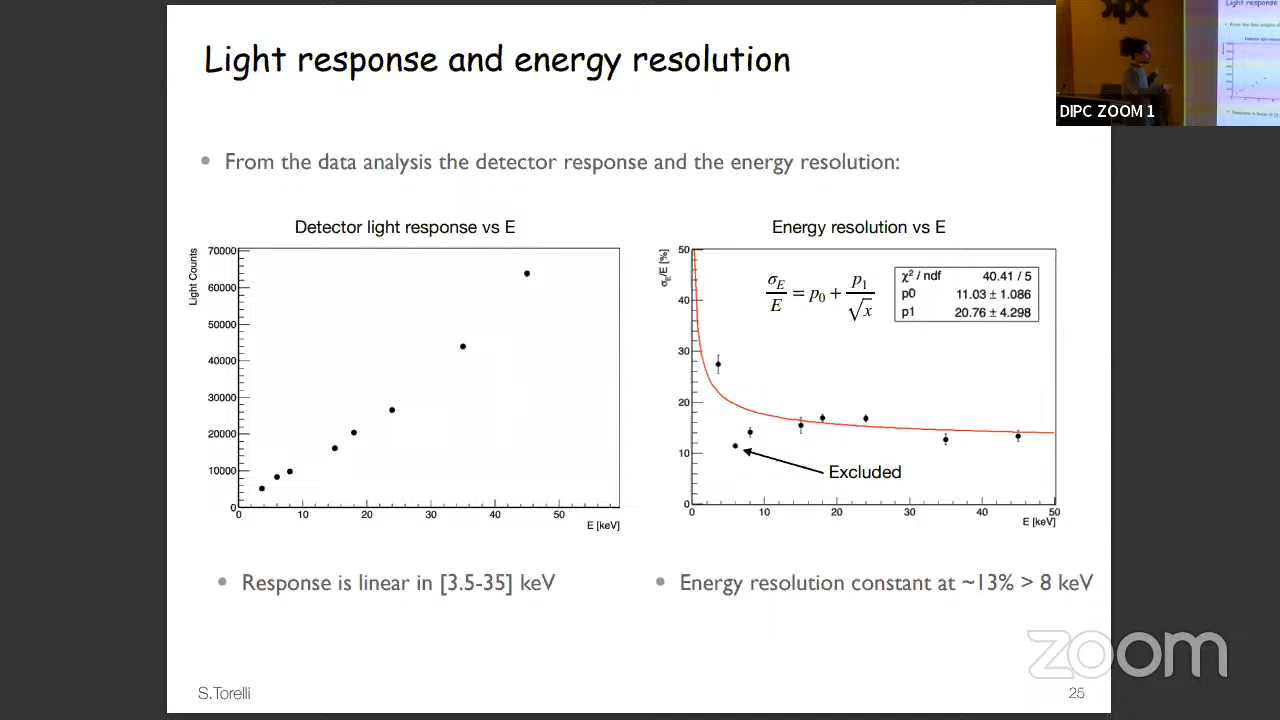 Light response and energy resolution
DIPC ZOOM 1
• From the data analysis the detector response and the energy resolution:
Detector light response vs E
Light Counts
70000
60000
50000
40000
30000
20000
10000
0
0 10 20 30 40 50
E [keV]
Energy resolution vs E
σE/E [%]
50
40
30
20
10
0
σE/E = p0 + p1/√x
χ² / ndf 40.41 / 5
p0 11.03 ± 1.086
p1 20.76 ± 4.298
Excluded
0 10 20 30 40 50
E [keV]
• Response is linear in [3.5-35] keV
• Energy resolution constant at ~13% > 8 keV
zoom
S.Torelli
25